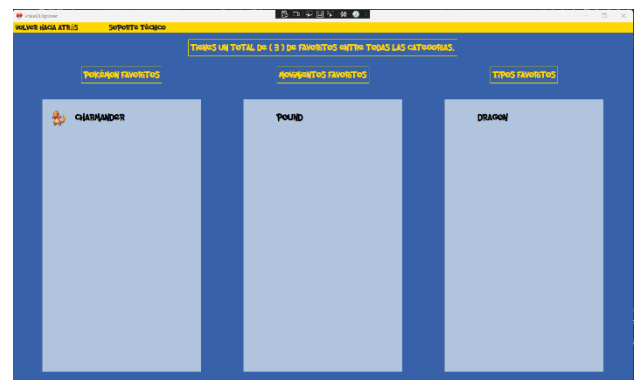 PokeDEXplorer
VOLVER HACIA ATRáS SOPORTE TéCNICO
TIENES UN TOTAL DE ( 3 ) DE FAVORITOS ENTRE TODAS LAS CATEGORIAS.
POKéMON FAVORITOS MOVIMIENTOS FAVORITOS TIPOS FAVORITOS
CHARMANDER POUND DRAGON